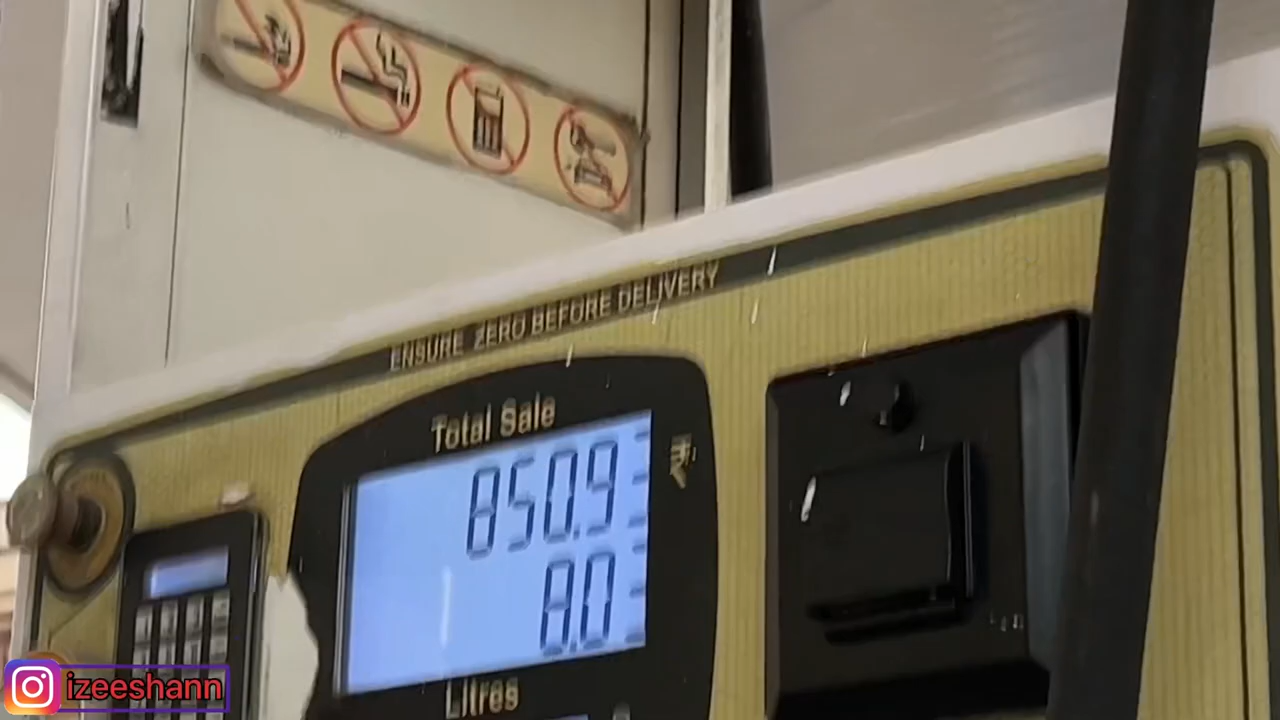 ENSURE ZERO BEFORE DELIVERY
Total Sale
₹
850.9
8.0
Litres
izeeshann